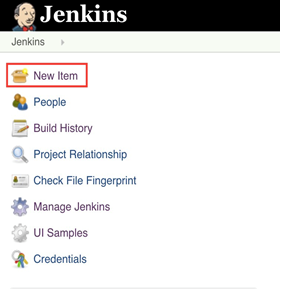 Jenkins
Jenkins
New Item
People
Build History
Project Relationship
Check File Fingerprint
Manage Jenkins
UI Samples
Credentials